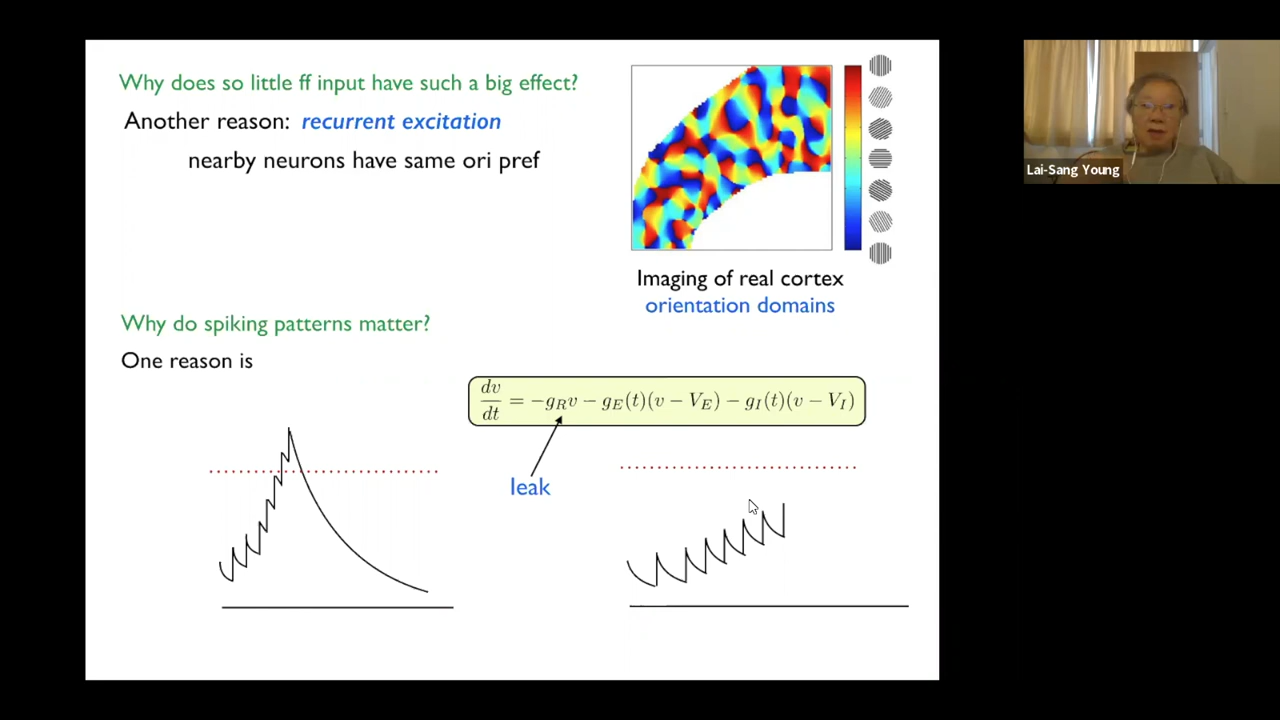 Why does so little ff input have such a big effect?
Another reason: recurrent excitation
nearby neurons have same ori pref
Imaging of real cortex
orientation domains
Why do spiking patterns matter?
One reason is
dv/dt = −g_R v − g_E(t)(v − V_E) − g_I(t)(v − V_I)
leak
Lai-Sang Young